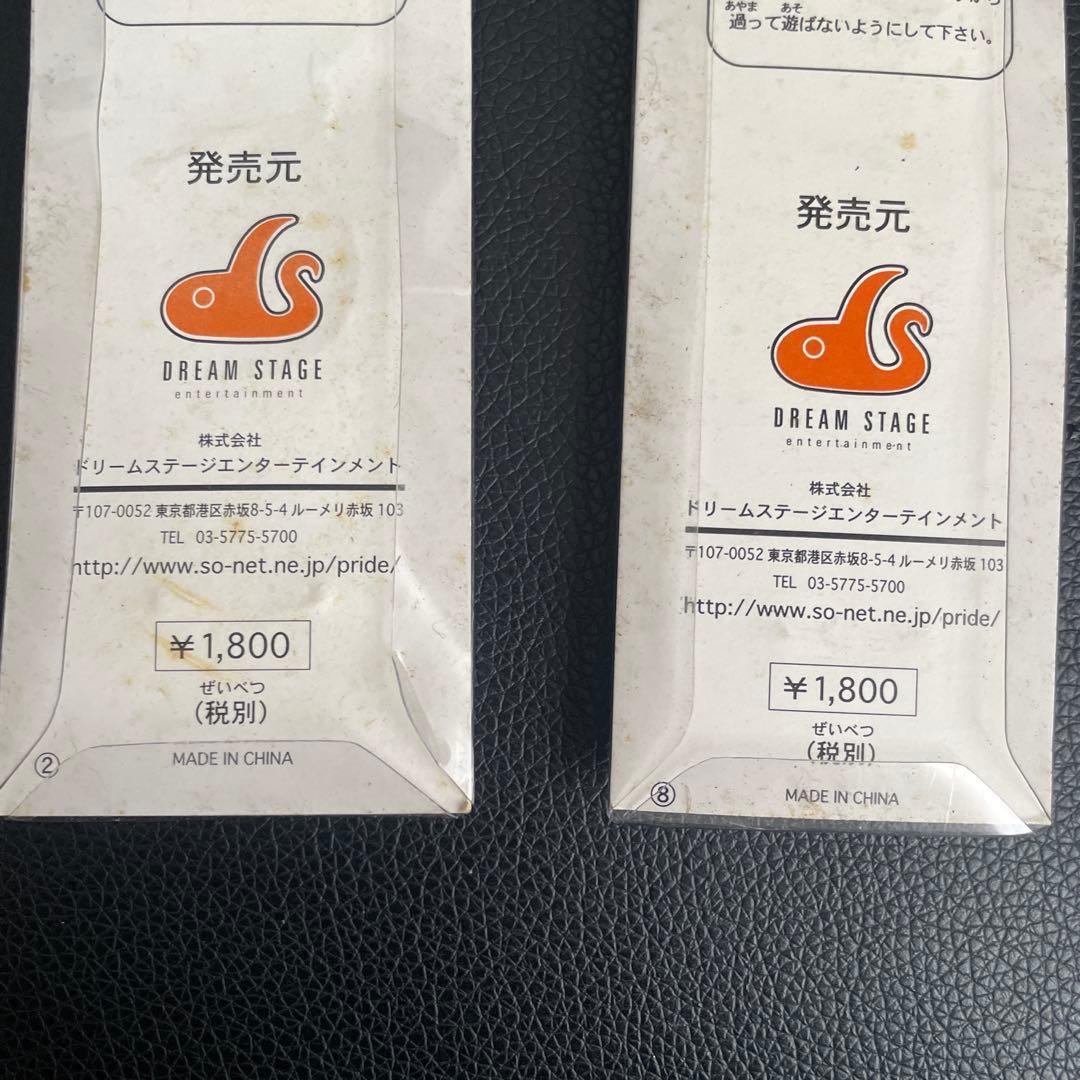 発売元
DREAM STAGE
entertainment
株式会社
ドリームステージエンターテインメント
〒107-0052 東京都港区赤坂8-5-4 ルーメリ赤坂 103
TEL 03-5775-5700
http://www.so-net.ne.jp/pride/
¥1,800
ぜいべつ
(税別)
② MADE IN CHINA
あやま あそ
過って遊ばないようにして下さい。
発売元
DREAM STAGE
entertainment
株式会社
ドリームステージエンターテインメント
〒107-0052 東京都港区赤坂8-5-4 ルーメリ赤坂 103
TEL 03-5775-5700
http://www.so-net.ne.jp/pride/
¥1,800
ぜいべつ
(税別)
⑧ MADE IN CHINA